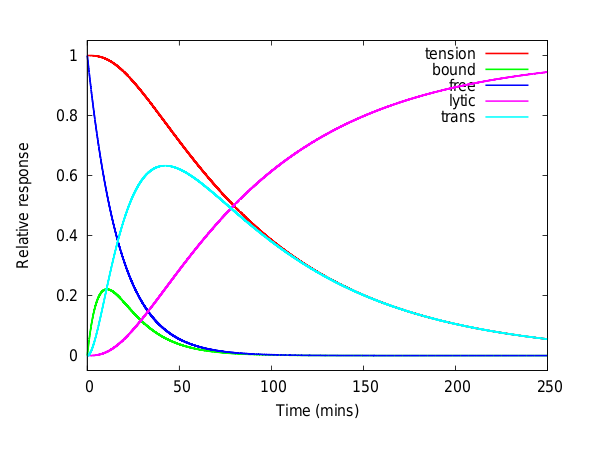 1
0.8
0.6
0.4
0.2
0
Relative response
tension
bound
free
lytic
trans
0 50 100 150 200 250
Time (mins)